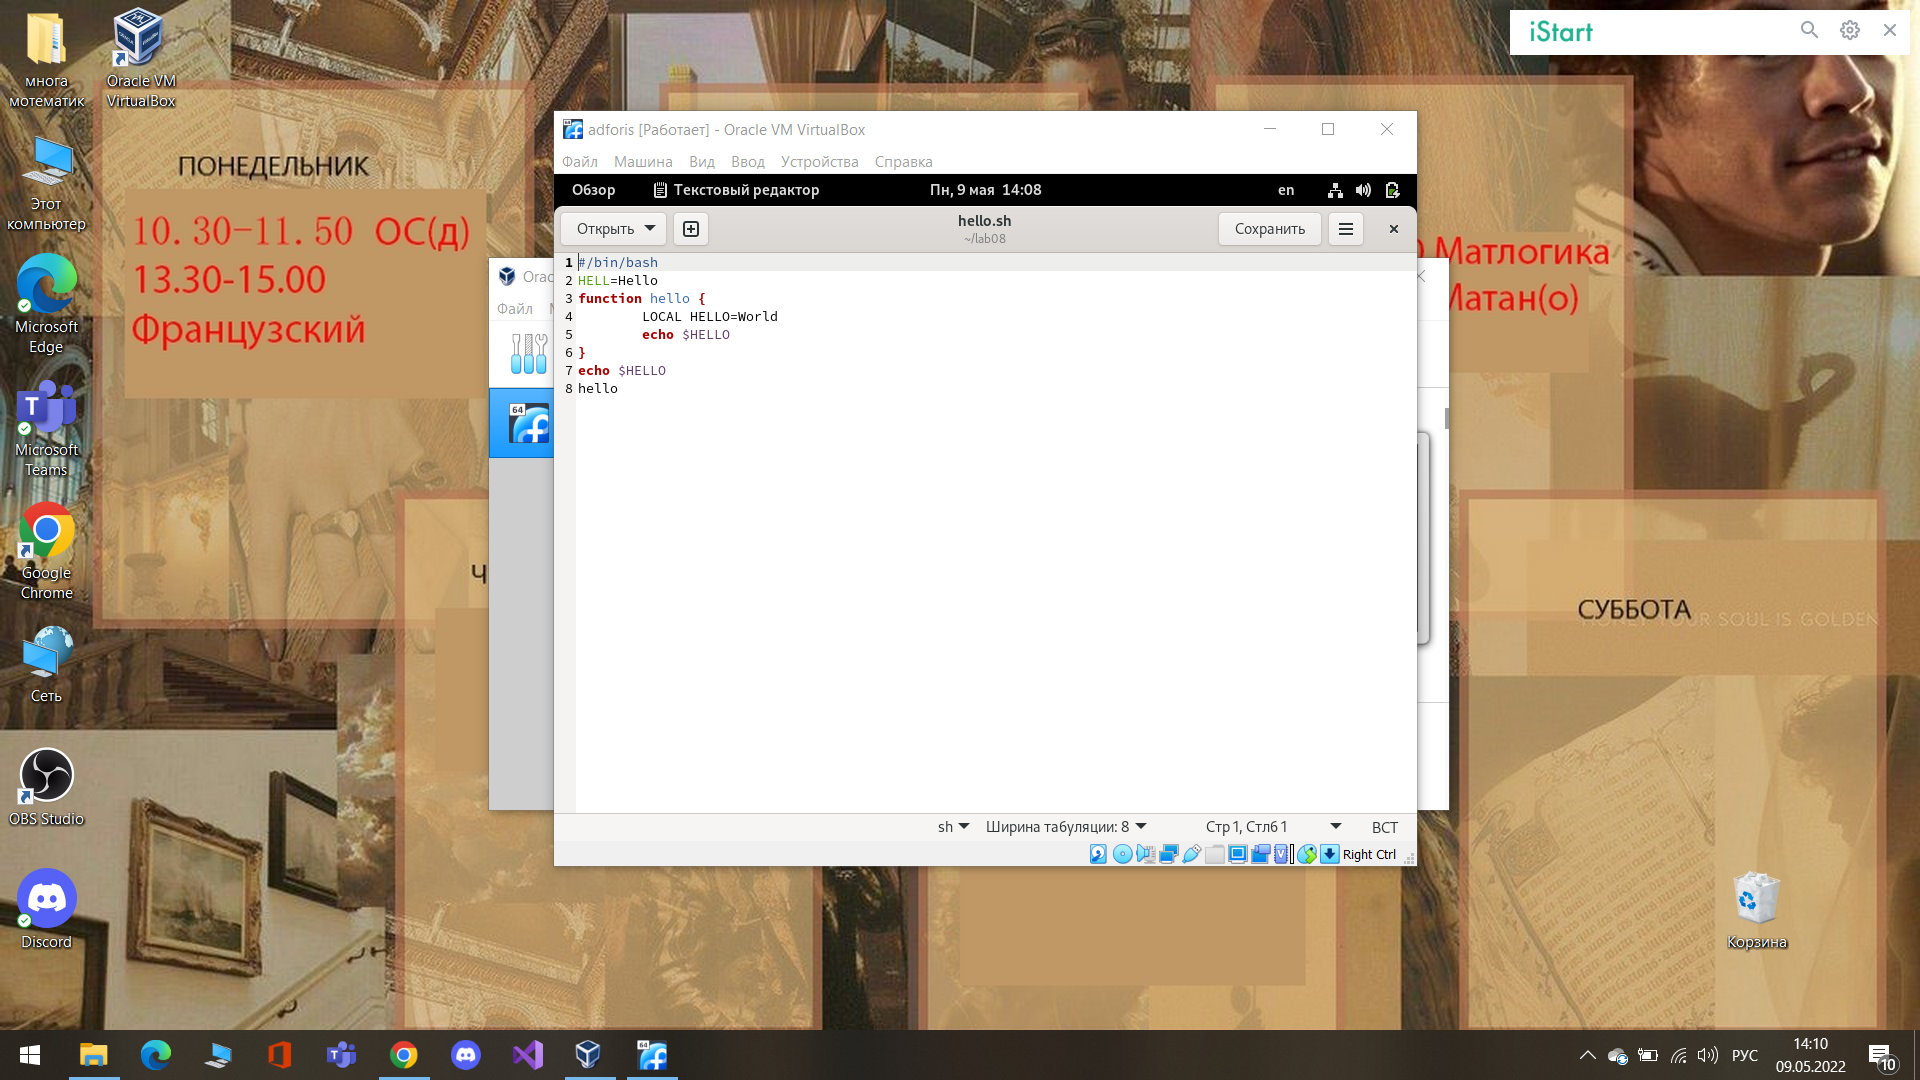 многа
мотематик
Oracle VM
VirtualBox
Этот
компьютер
Microsoft
Edge
Microsoft
Teams
Google
Chrome
Сеть
OBS Studio
Discord
ПОНЕДЕЛЬНИК
10.30-11.50 ОС(д)
13.30-15.00
Французский
iStart
Матлогика
Матан(о)
Ч
СУББОТА
YOUR SOUL IS GOLDEN
Корзина
Orac
Файл
64
adforis [Работает] - Oracle VM VirtualBox
Файл Машина Вид Ввод Устройства Справка
Обзор Текстовый редактор Пн, 9 мая 14:08 en
Открыть hello.sh Сохранить
~/lab08
1 #/bin/bash
2 HELL=Hello
3 function hello {
4 LOCAL HELLO=World
5 echo $HELLO
6 }
7 echo $HELLO
8 hello
sh Ширина табуляции: 8 Стр 1, Стлб 1 ВСТ
Right Ctrl
РУС 14:10
09.05.2022
10